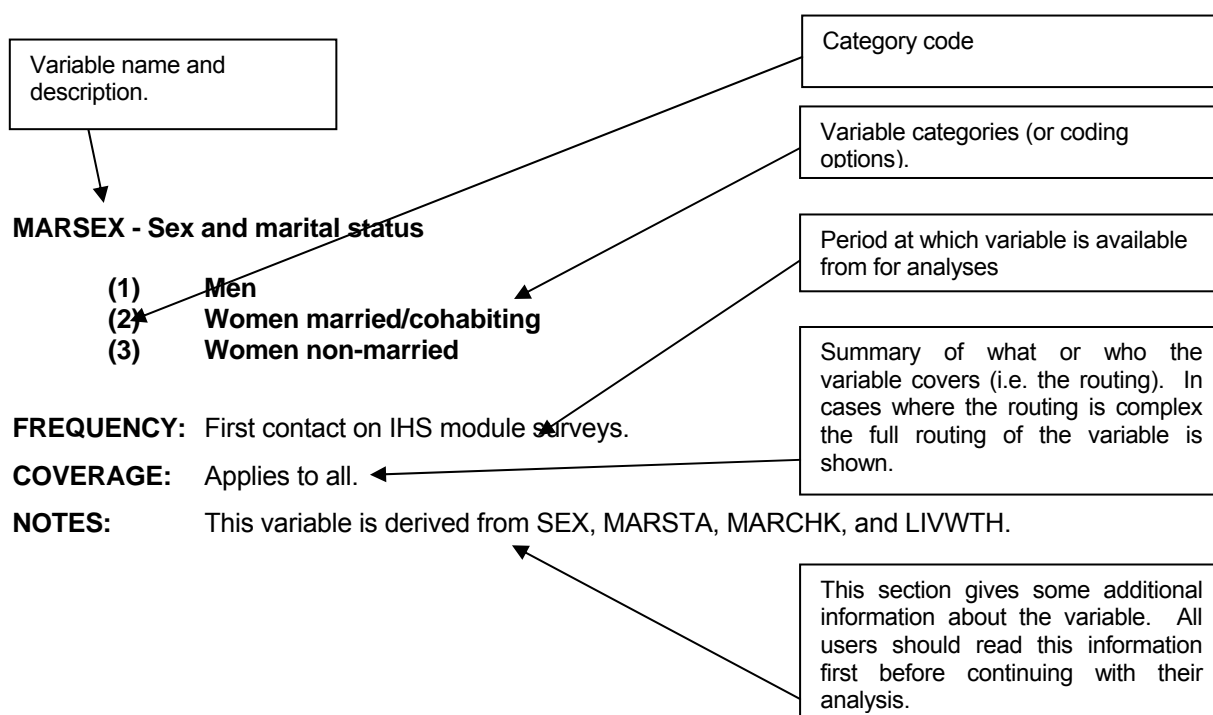 Category code
Variable name and
description.
Variable categories (or coding
options).
MARSEX - Sex and marital status
Period at which variable is available
from for analyses
(1) Men
(2) Women married/cohabiting
(3) Women non-married
Summary of what or who the
variable covers (i.e. the routing). In
cases where the routing is complex
the full routing of the variable is
shown.
FREQUENCY: First contact on IHS module surveys.
COVERAGE: Applies to all.
NOTES: This variable is derived from SEX, MARSTA, MARCHK, and LIVWTH.
This section gives some additional
information about the variable. All
users should read this information
first before continuing with their
analysis.